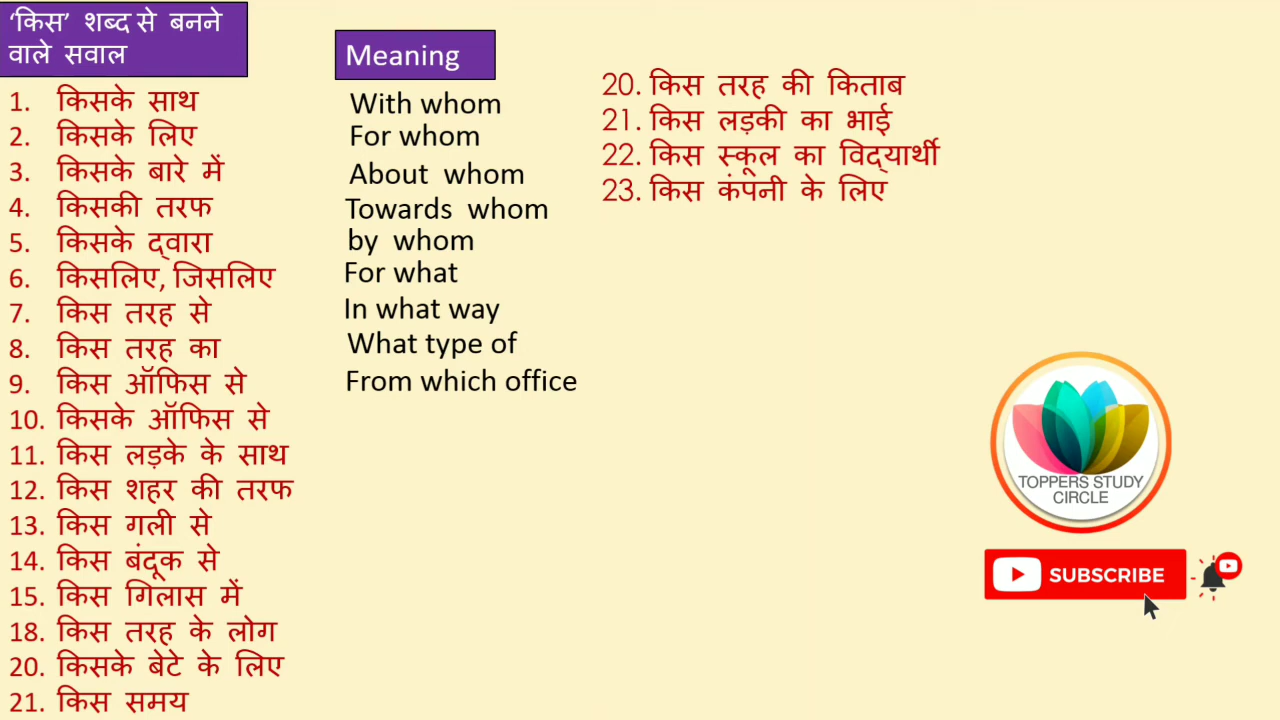 ‘किस’ शब्द से बनने
वाले सवाल
1. किसके साथ
2. किसके लिए
3. किसके बारे में
4. किसकी तरफ
5. किसके द्वारा
6. किसलिए, जिसलिए
7. किस तरह से
8. किस तरह का
9. किस ऑफिस से
10. किसके ऑफिस से
11. किस लड़के के साथ
12. किस शहर की तरफ
13. किस गली से
14. किस बंदूक से
15. किस गिलास में
18. किस तरह के लोग
20. किसके बेटे के लिए
21. किस समय
Meaning
With whom
For whom
About whom
Towards whom
by whom
For what
In what way
What type of
From which office
20. किस तरह की किताब
21. किस लड़की का भाई
22. किस स्कूल का विद्यार्थी
23. किस कंपनी के लिए
TOPPERS STUDY
CIRCLE
SUBSCRIBE